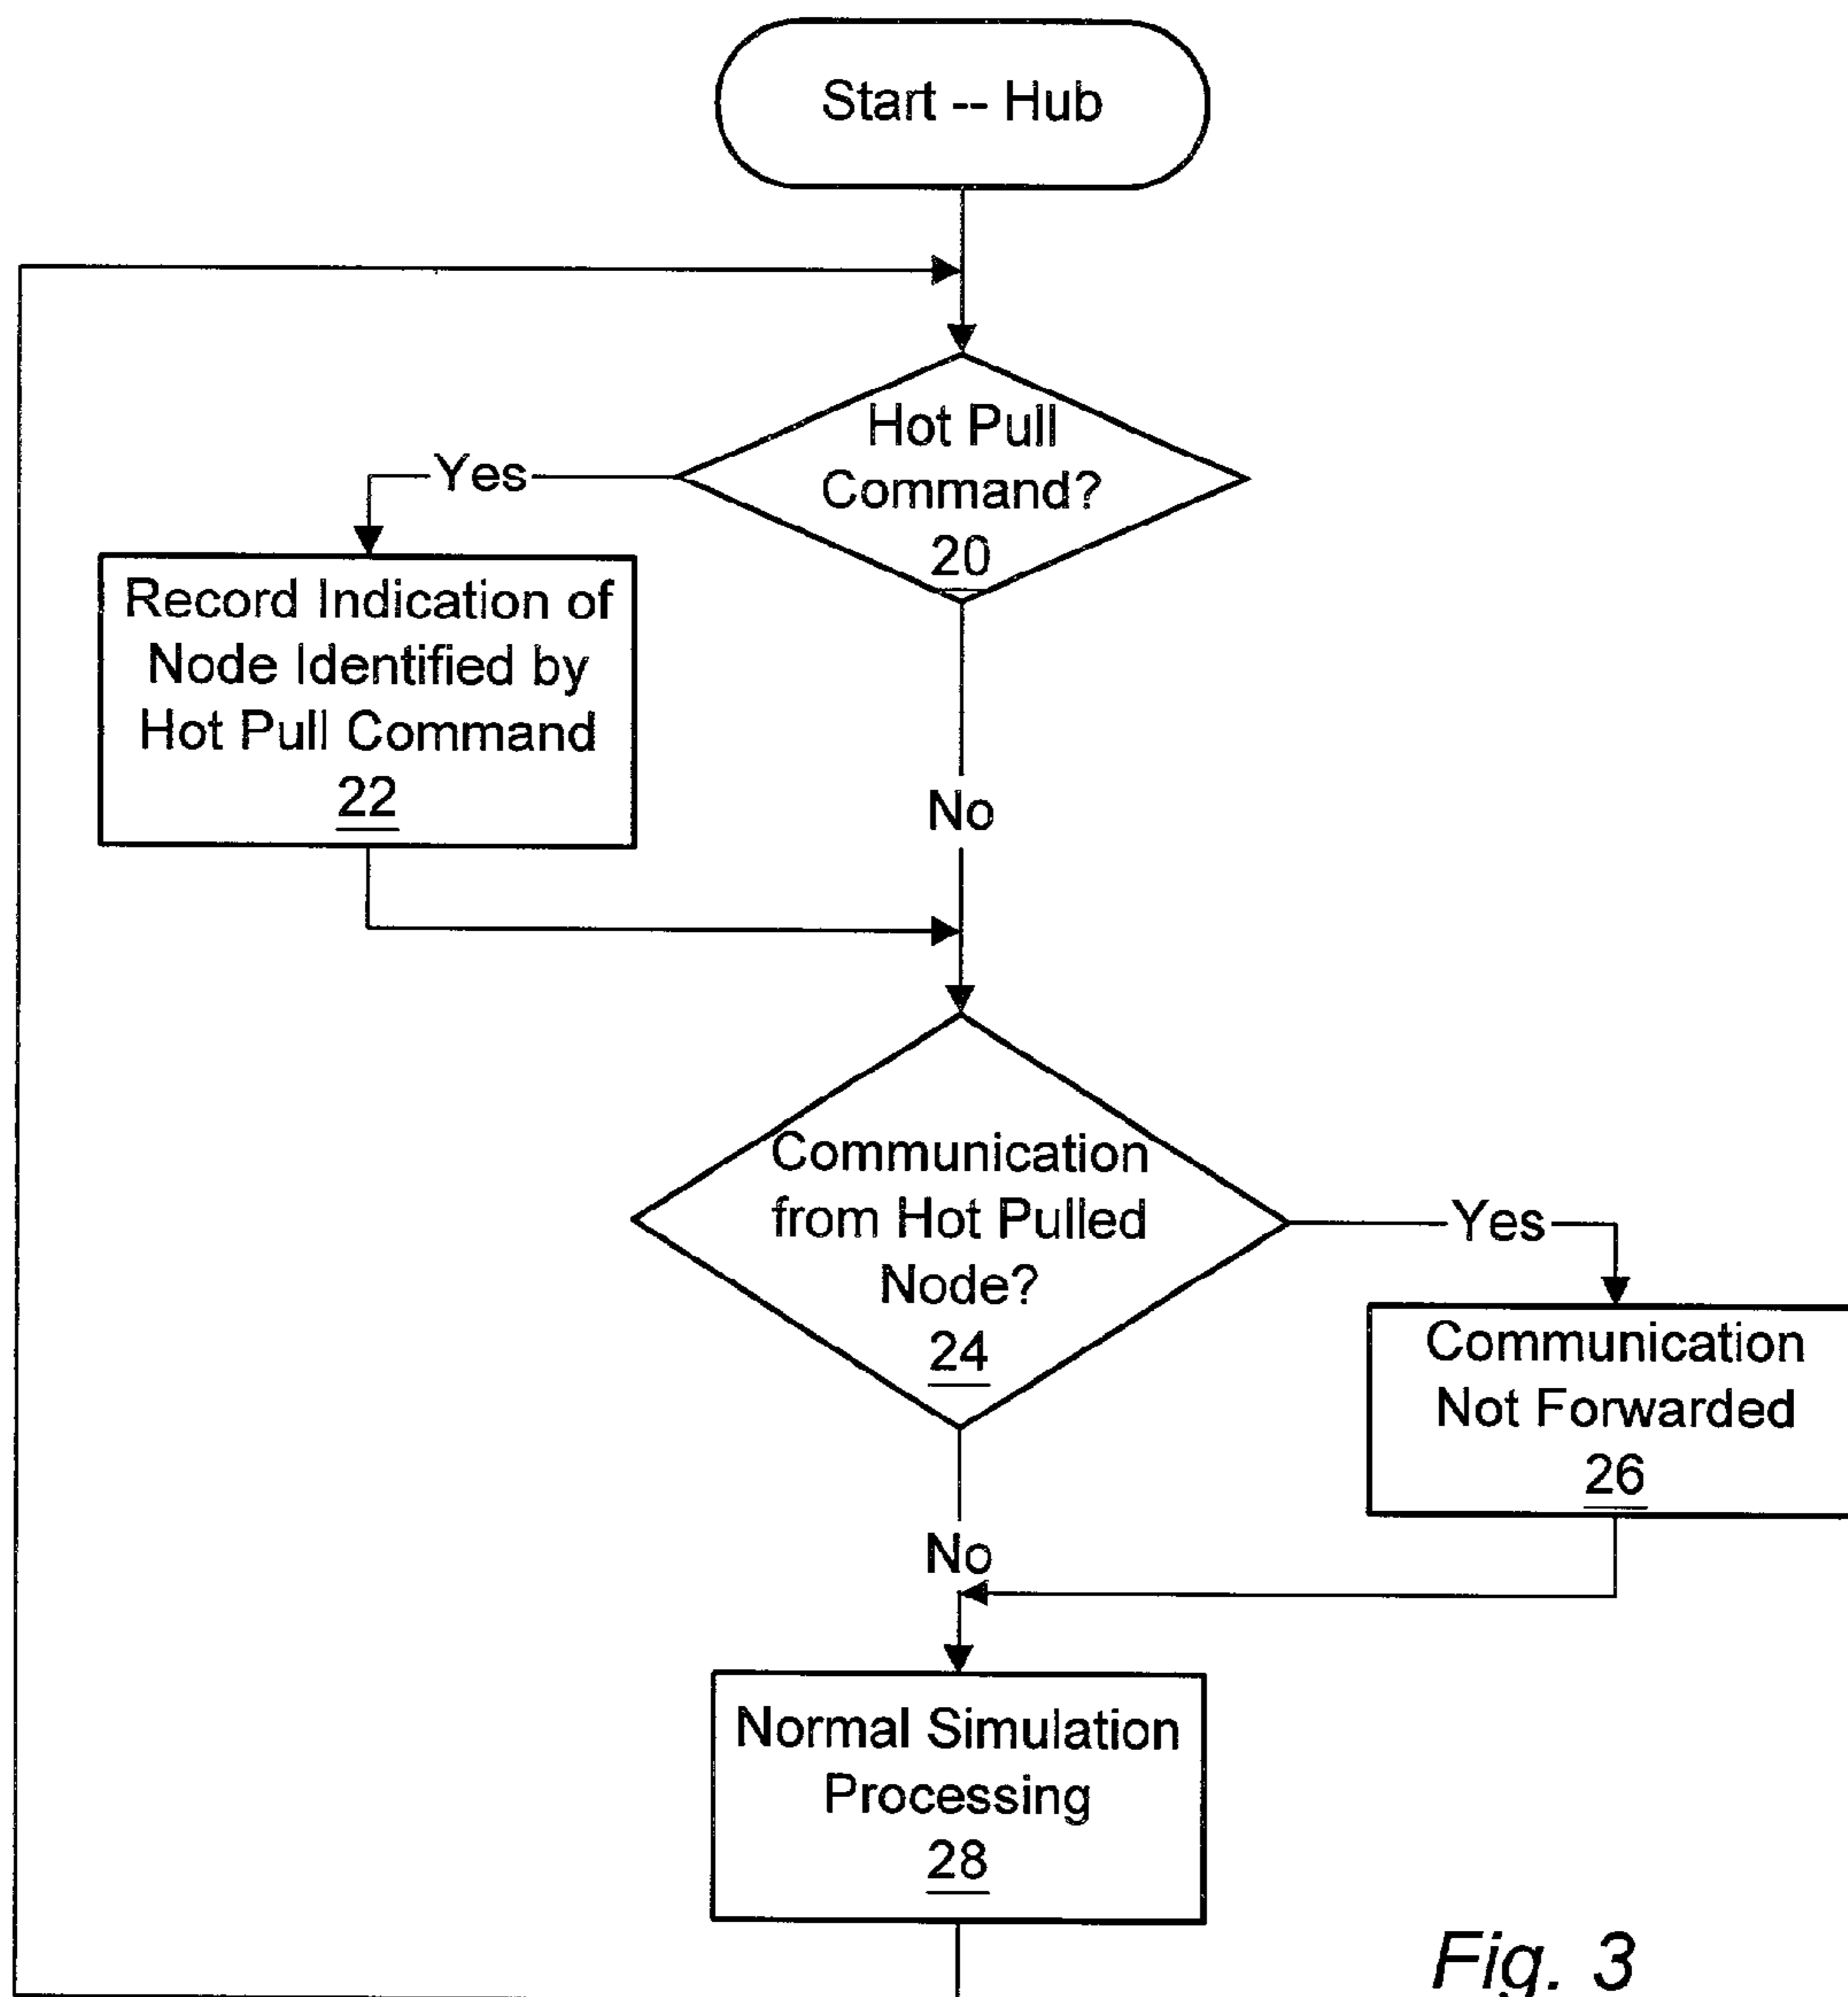 Start -- Hub
Hot Pull
Command?
20
Yes
Record Indication of
Node Identified by
Hot Pull Command
22
No
Communication
from Hot Pulled
Node?
24
Yes
Communication
Not Forwarded
26
No
Normal Simulation
Processing
28
Fig. 3